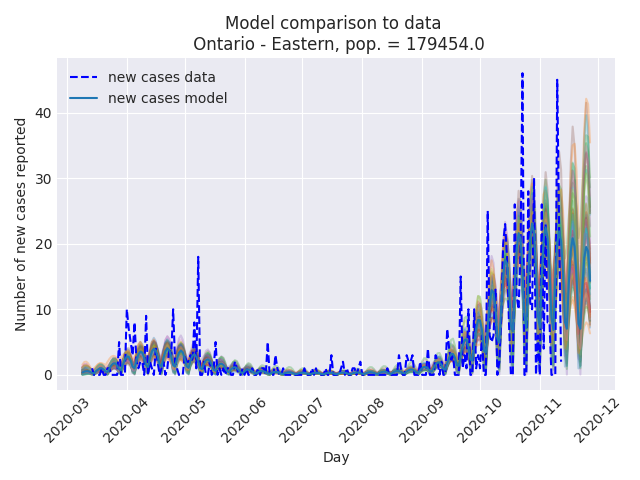 Model comparison to data
Ontario - Eastern, pop. = 179454.0
new cases data
new cases model
Number of new cases reported
40
30
20
10
0
2020-03
2020-04
2020-05
2020-06
2020-07
2020-08
2020-09
2020-10
2020-11
2020-12
Day